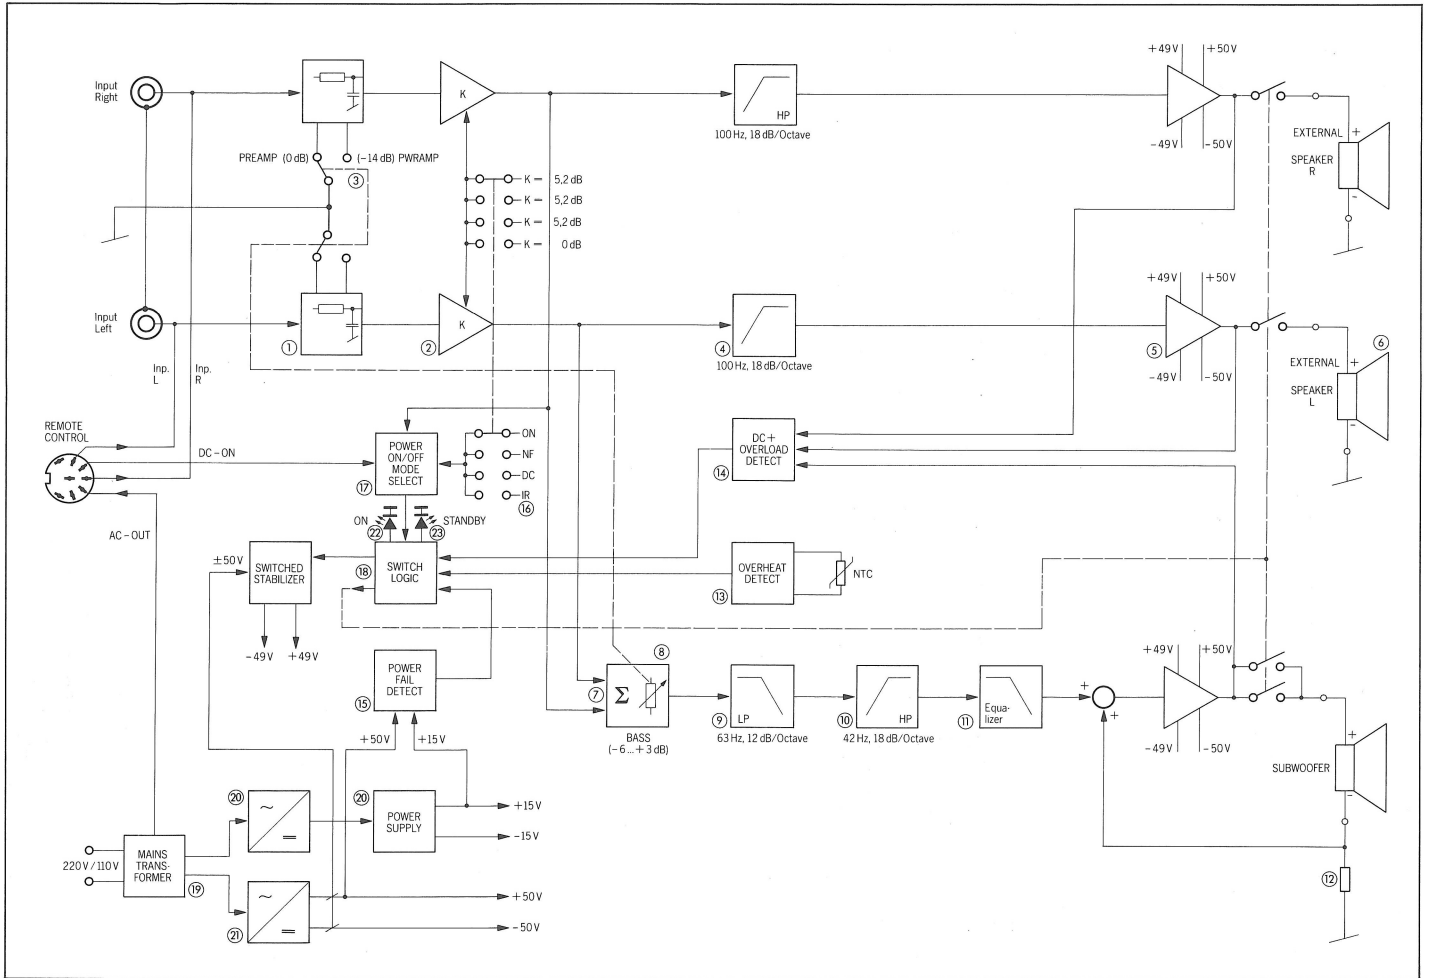 +49V +50V
Input
Right
K
HP
100 Hz, 18 dB/Octave
-49V -50V
EXTERNAL
SPEAKER
R
+
-
PREAMP (0 dB) (-14 dB) PWRAMP
3
K = 5,2 dB
K = 5,2 dB
K = 5,2 dB
K = 0 dB
+49V +50V
Input
Left
1
K
2
4
100 Hz, 18 dB/Octave
5
-49V -50V
6
EXTERNAL
SPEAKER
L
+
-
Inp.
L
Inp.
R
REMOTE
CONTROL
DC-ON
AC-OUT
POWER
ON/OFF
MODE
SELECT
17
ON
NF
DC
IR
16
DC+
OVERLOAD
DETECT
14
ON
22
23
STANDBY
±50V
SWITCHED
STABILIZER
18
SWITCH
LOGIC
OVERHEAT
DETECT
13
NTC
-49V +49V
POWER
FAIL
DETECT
15
+50V +15V
8
7
Σ
BASS
(-6...+3 dB)
9
LP
63 Hz, 12 dB/Octave
10
HP
42 Hz, 18 dB/Octave
11
Equa-
lizer
+
+
+49V +50V
-49V -50V
SUBWOOFER
+
-
12
20
~
=
20
POWER
SUPPLY
+15V
-15V
220V/110V
MAINS
TRANS-
FORMER
19
21
~
=
+50V
-50V